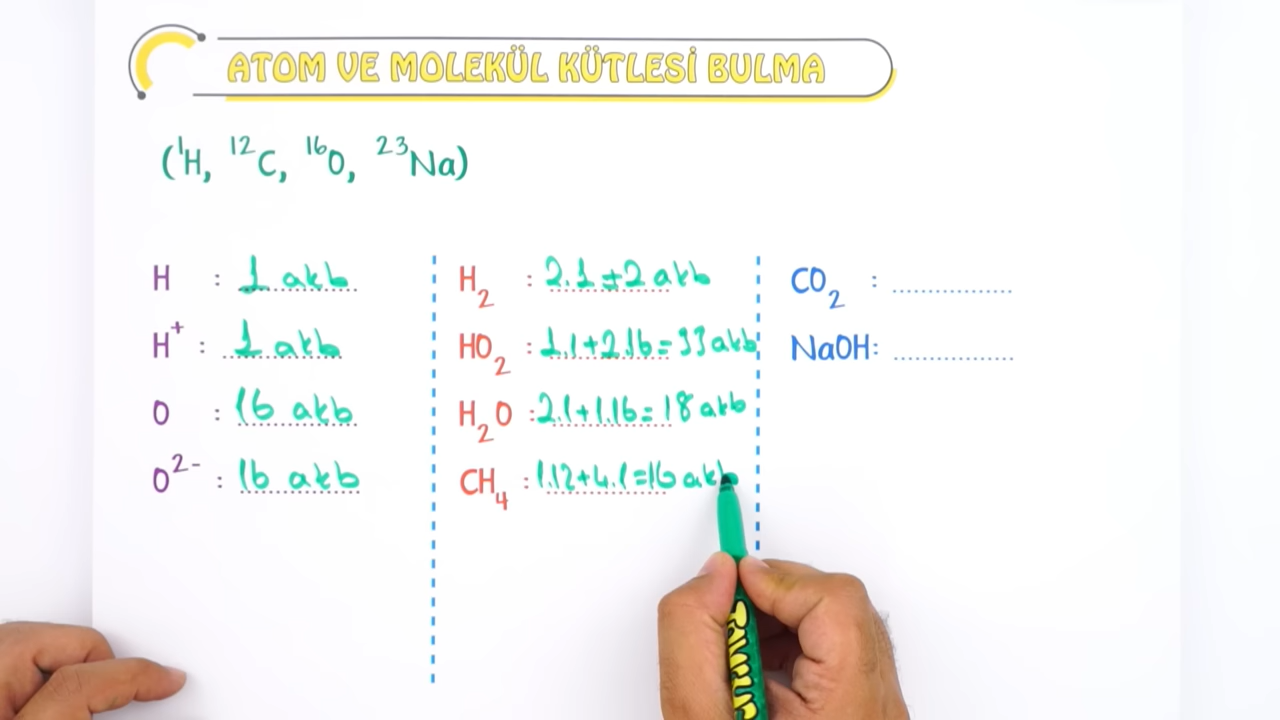 ATOM VE MOLEKÜL KÜTLESİ BULMA
(¹H, ¹²C, ¹⁶O, ²³Na)
H : 1 akb
H⁺ : 1 akb
O : 16 akb
O²⁻ : 16 akb
H₂ : 2.1=2 akb
HO₂ : 1.1+2.16=33 akb
H₂O : 2.1+1.16=18 akb
CH₄ : 1.12+4.1=16 akb
CO₂ : ................
NaOH: ................